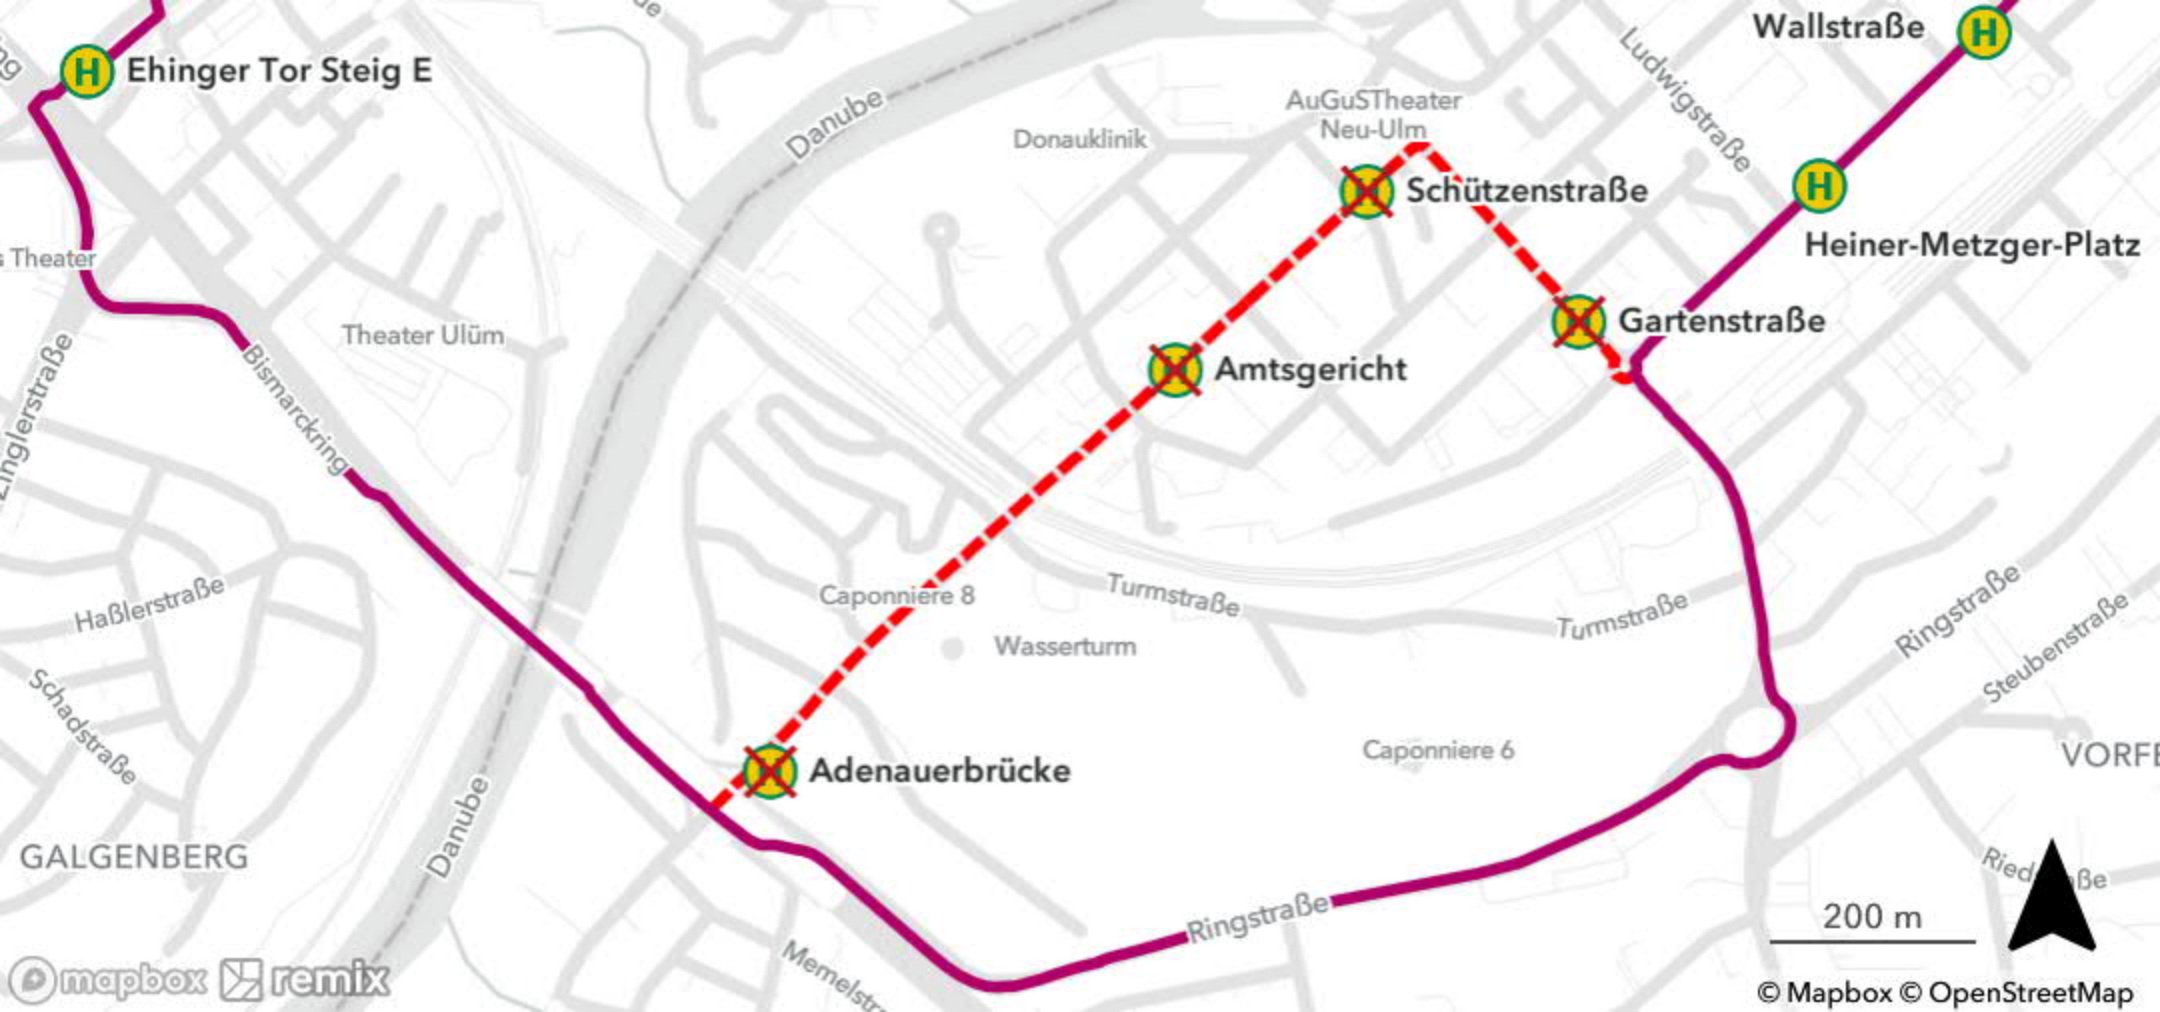 Wallstraße
H
Ludwigstraße
H
Ehinger Tor Steig E
Danube
AuGuSTheater
Neu-Ulm
Donauklinik
H
Schützenstraße
H
Heiner-Metzger-Platz
s Theater
H
Gartenstraße
Theater Ulüm
Zinglerstraße
Bismarckring
H
Amtsgericht
Haßlerstraße
Caponniere 8
Turmstraße
Turmstraße
Ringstraße
Steubenstraße
Wasserturm
Schadstraße
H
Adenauerbrücke
Caponniere 6
VORFE
Danube
GALGENBERG
Ringstraße
200 m
Memelstr
mapbox remix
© Mapbox © OpenStreetMap